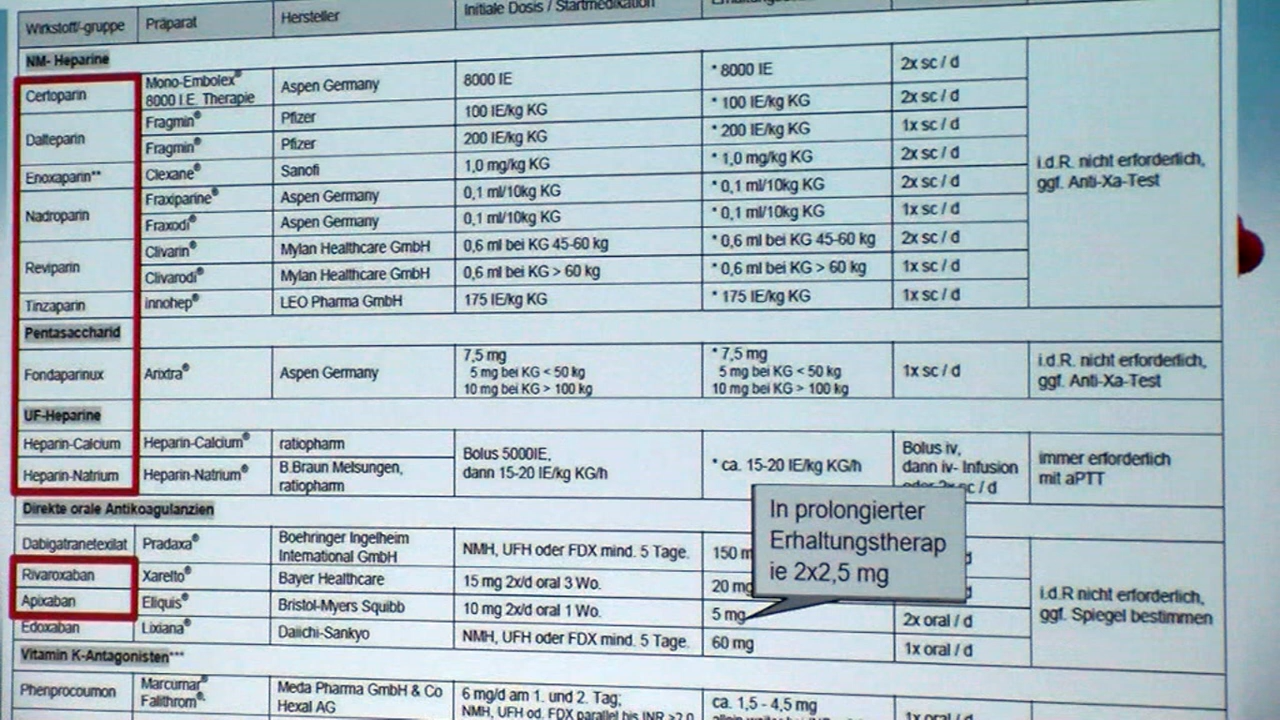 Wirkstoff/-gruppe Präparat Hersteller Initiale Dosis / Startmedikation
NM- Heparine
Certoparin Mono-Embolex® 8000 I.E. Therapie Aspen Germany 8000 IE * 8000 IE 2x sc / d
Dalteparin Fragmin® Pfizer 100 IE/kg KG * 100 IE/kg KG 2x sc / d
Fragmin® Pfizer 200 IE/kg KG * 200 IE/kg KG 1x sc / d
Enoxaparin** Clexane® Sanofi 1,0 mg/kg KG * 1,0 mg/kg KG 2x sc / d
Nadroparin Fraxiparine® Aspen Germany 0,1 ml/10kg KG * 0,1 ml/10kg KG 2x sc / d
Fraxodi® Aspen Germany 0,1 ml/10kg KG * 0,1 ml/10kg KG 1x sc / d
Reviparin Clivarin® Mylan Healthcare GmbH 0,6 ml bei KG 45-60 kg * 0,6 ml bei KG 45-60 kg 2x sc / d
Clivarodi® Mylan Healthcare GmbH 0,6 ml bei KG > 60 kg * 0,6 ml bei KG > 60 kg 1x sc / d
Tinzaparin innohep® LEO Pharma GmbH 175 IE/kg KG * 175 IE/kg KG 1x sc / d
i.d.R. nicht erforderlich,
ggf. Anti-Xa-Test
Pentasaccharid
Fondaparinux Arixtra® Aspen Germany
7,5 mg
5 mg bei KG < 50 kg
10 mg bei KG > 100 kg
* 7,5 mg
5 mg bei KG < 50 kg
10 mg bei KG > 100 kg
1x sc / d
i.d.R. nicht erforderlich,
ggf. Anti-Xa-Test
UF-Heparine
Heparin-Calcium Heparin-Calcium® ratiopharm
Heparin-Natrium Heparin-Natrium® B.Braun Melsungen,
ratiopharm
Bolus 5000IE,
dann 15-20 IE/kg KG/h
* ca. 15-20 IE/kg KG/h
Bolus iv,
dann iv- Infusion
sc / d
immer erforderlich
mit aPTT
Direkte orale Antikoagulanzien
Dabigatranetexilat Pradaxa® Boehringer Ingelheim
International GmbH
NMH, UFH oder FDX mind. 5 Tage. 150
Rivaroxaban Xarelto® Bayer Healthcare 15 mg 2x/d oral 3 Wo. 20 mg
Apixaban Eliquis® Bristol-Myers Squibb 10 mg 2x/d oral 1 Wo. 5 mg 2x oral / d
Edoxaban Lixiana® Daiichi-Sankyo NMH, UFH oder FDX mind. 5 Tage. 60 mg 1x oral / d
i.d.R nicht erforderlich,
ggf. Spiegel bestimmen
In prolongierter
Erhaltungstherap
ie 2x2,5 mg
Vitamin K-Antagonisten***
Phenprocoumon Marcumar®
Falithrom®,
Meda Pharma GmbH & Co
Hexal AG
6 mg/d am 1. und 2. Tag;
NMH, UFH od. FDX parallel bis INR >2.0
ca. 1,5 - 4,5 mg
1x oral / d